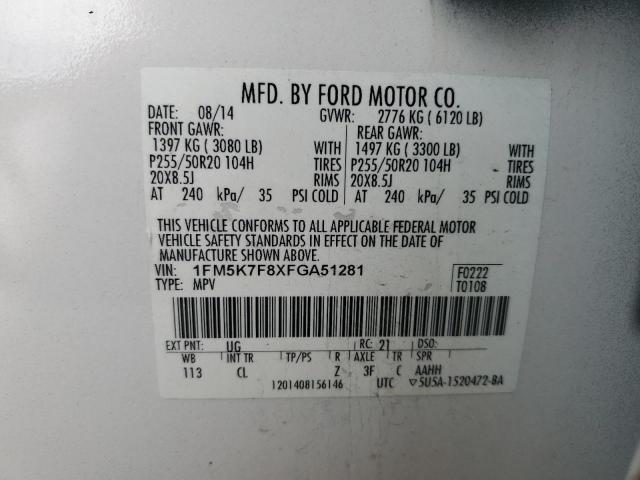 MFD. BY FORD MOTOR CO.
DATE: 08/14 GVWR: 2776 KG ( 6120 LB)
FRONT GAWR: REAR GAWR:
1397 KG ( 3080 LB) WITH 1497 KG ( 3300 LB) WITH
P255/50R20 104H TIRES P255/50R20 104H TIRES
20X8.5J RIMS 20X8.5J RIMS
AT 240 kPa/ 35 PSI COLD AT 240 kPa/ 35 PSI COLD
THIS VEHICLE CONFORMS TO ALL APPLICABLE FEDERAL MOTOR
VEHICLE SAFETY STANDARDS IN EFFECT ON THE DATE OF
MANUFACTURE SHOWN ABOVE.
VIN: 1FM5K7F8XFGA51281 F0222
TYPE: MPV T0108
EXT PNT: UG RC: 21 DSO:
WB INT TR TP/PS R AXLE TR SPR
113 CL Z 3F C AAHH
1201408156146 UTC ▽5U5A-1520472-BA